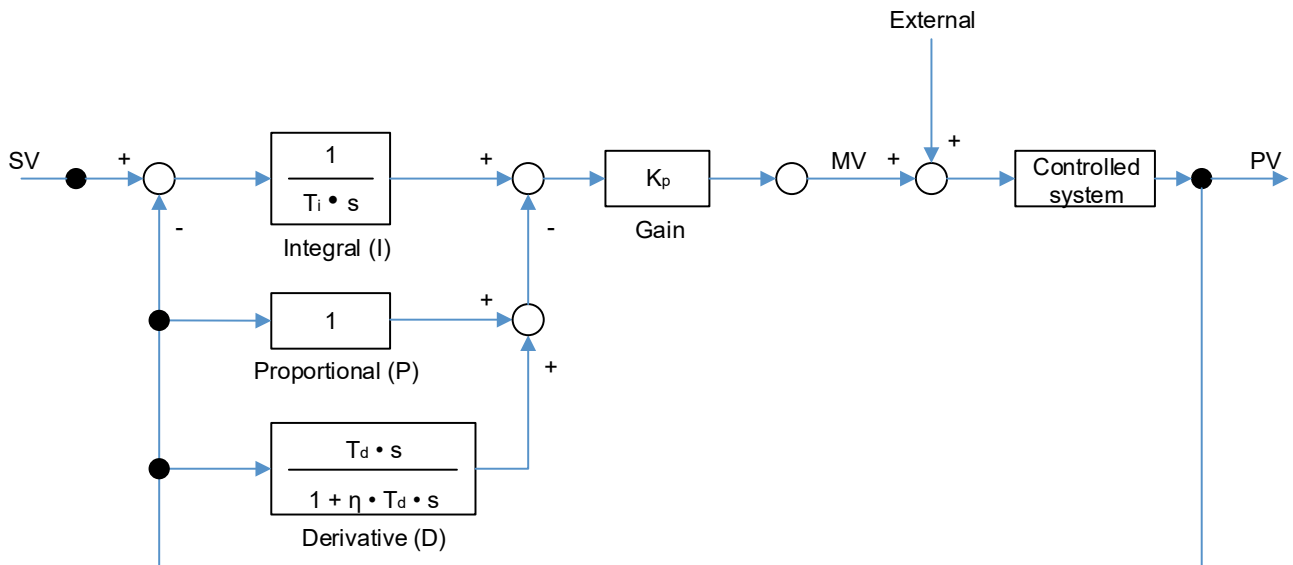 External
SV
+
1
Ti • s
Integral (I)
-
+
-
Kp
Gain
MV
+
+
Controlled
system
PV
1
Proportional (P)
+
+
Td • s
1 + η • Td • s
Derivative (D)